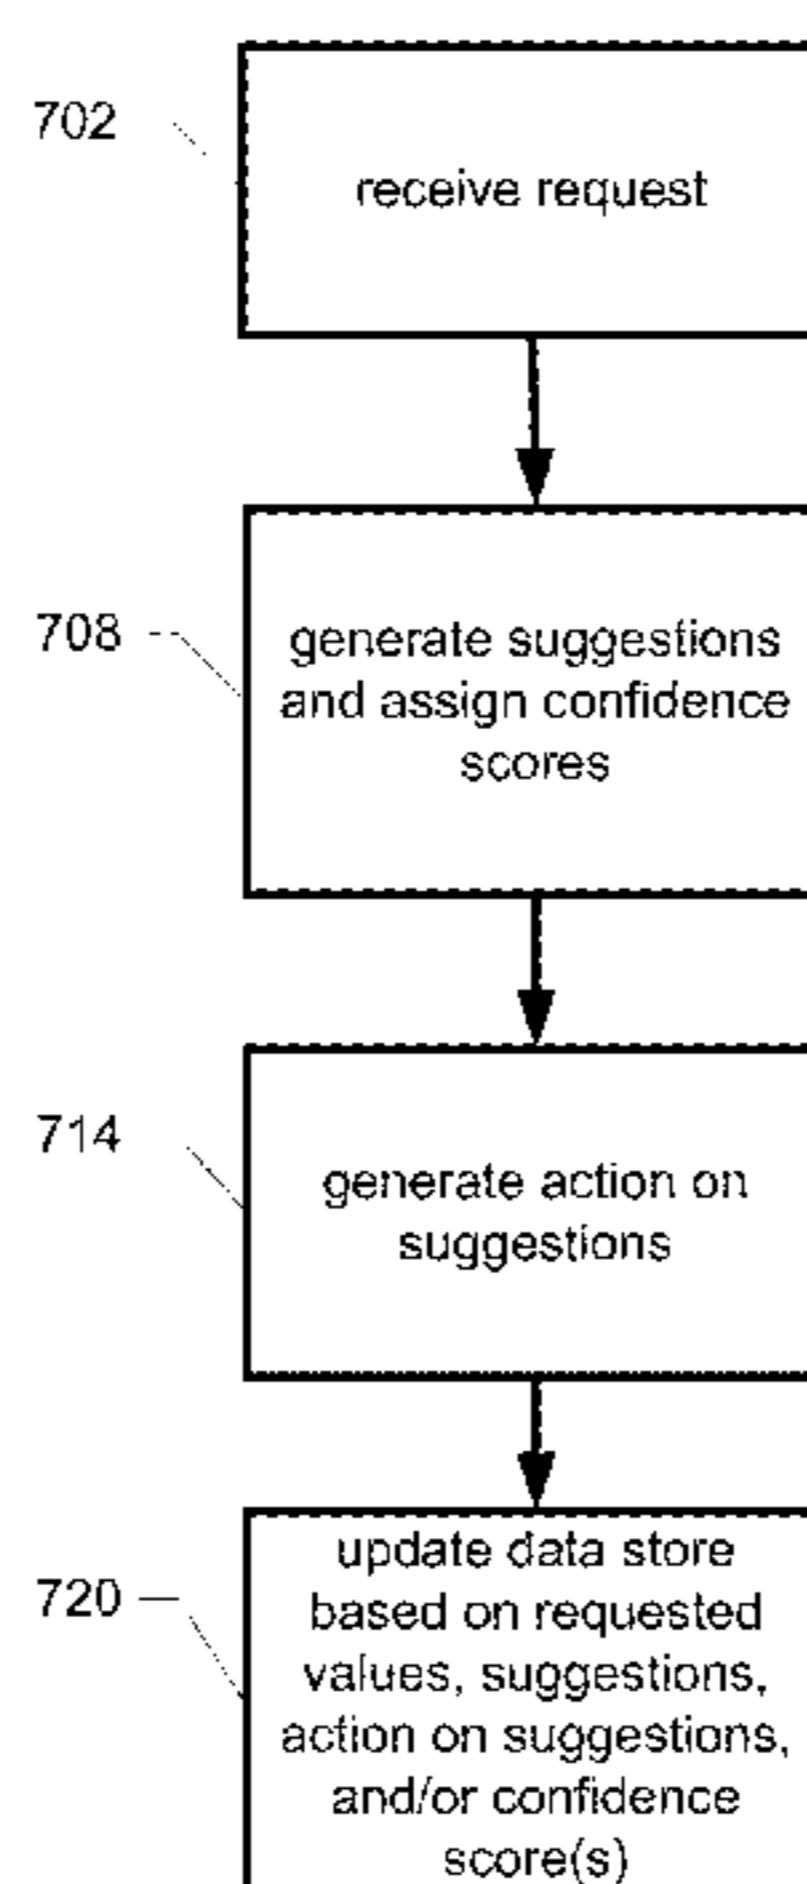 702
receive request
708
generate suggestions
and assign confidence
scores
714
generate action on
suggestions
720
update data store
based on requested
values, suggestions,
action on suggestions,
and/or confidence
score(s)